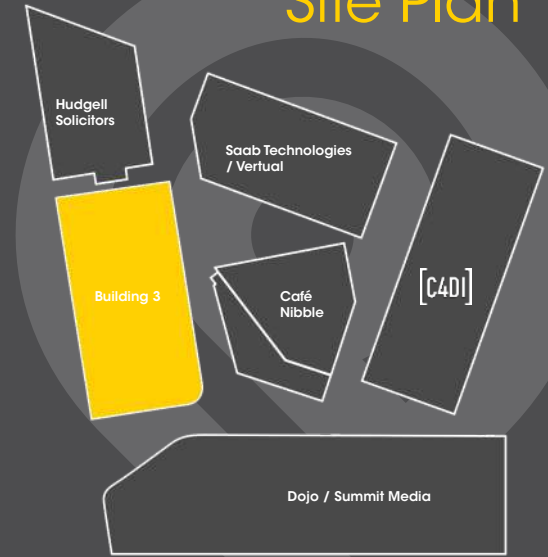 Site Plan
Hudgell
Solicitors
Saab Technologies
/ Vertual
Building 3
Café
Nibble
[C4DI]
Dojo / Summit Media